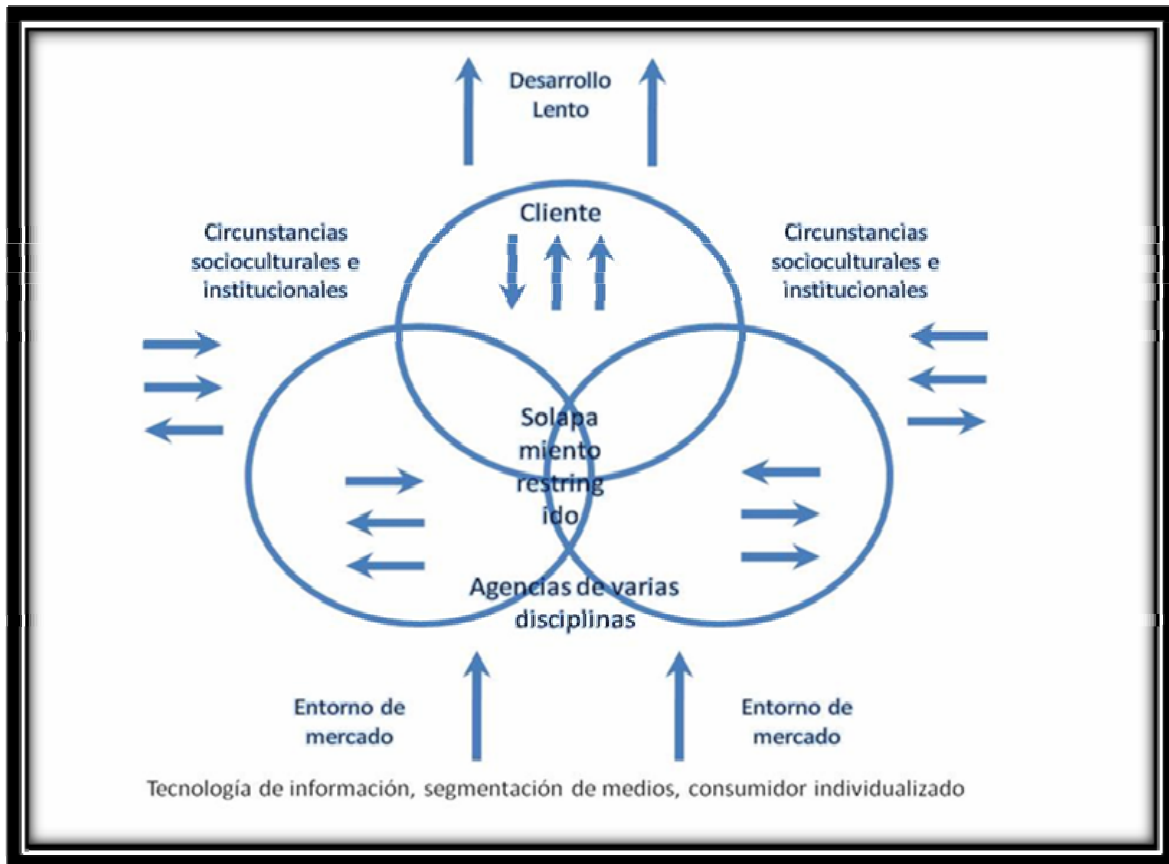 Desarrollo
Lento
Cliente
Circunstancias
socioculturales e
institucionales
Circunstancias
socioculturales e
institucionales
Solapa
miento
restring
ido
Agencias de varias
disciplinas
Entorno de
mercado
Entorno de
mercado
Tecnología de información, segmentación de medios, consumidor individualizado